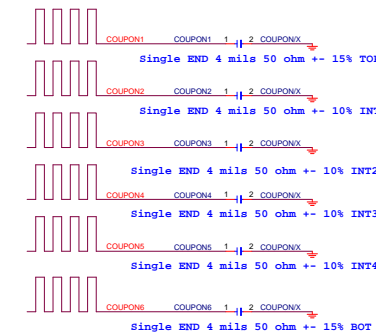 COUPON1 COUPON1 1 2 COUPON/X
Single END 4 mils 50 ohm +- 15% TOP
COUPON2 COUPON2 1 2 COUPON/X
Single END 4 mils 50 ohm +- 10% INT
COUPON3 COUPON3 1 2 COUPON/X
Single END 4 mils 50 ohm +- 10% INT2
COUPON4 COUPON4 1 2 COUPON/X
Single END 4 mils 50 ohm +- 10% INT3
COUPON5 COUPON5 1 2 COUPON/X
Single END 4 mils 50 ohm +- 10% INT4
COUPON6 COUPON6 1 2 COUPON/X
Single END 4 mils 50 ohm +- 15% BOT